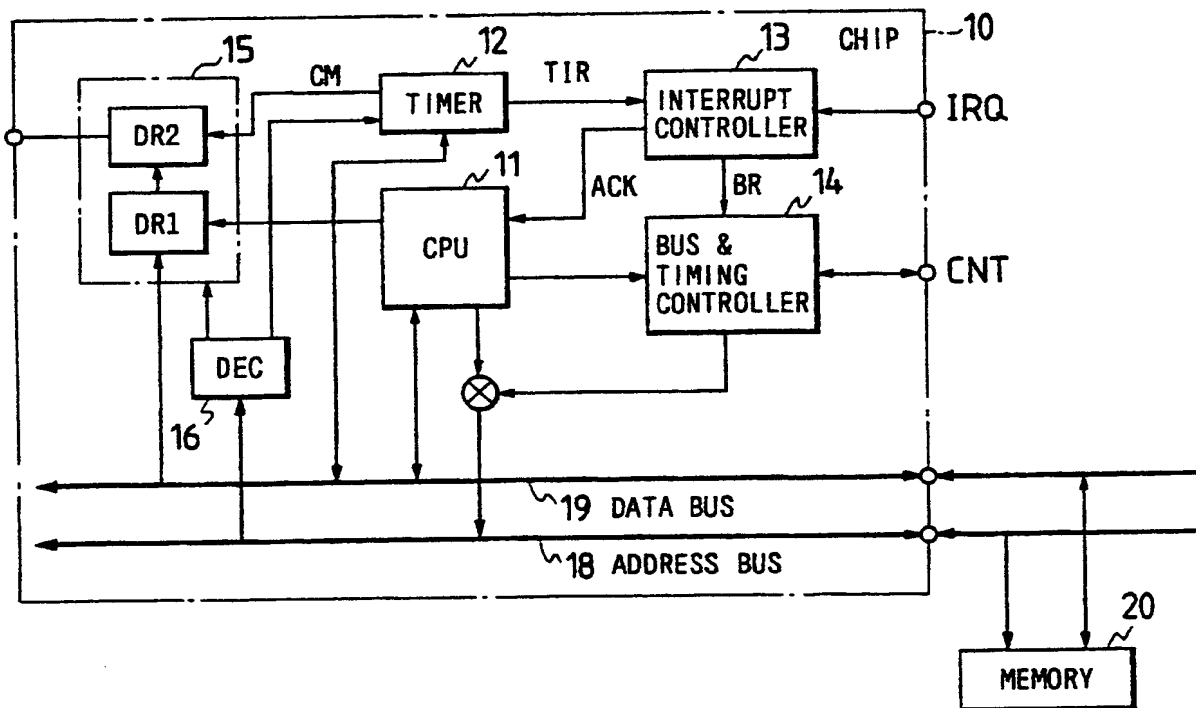 CHIP
10
15
12
13
CM
TIMER
TIR
INTERRUPT
CONTROLLER
IRQ
DR2
11
ACK
BR
14
DR1
CPU
BUS &
TIMING
CONTROLLER
CNT
DEC
16
19 DATA BUS
18 ADDRESS BUS
20
MEMORY